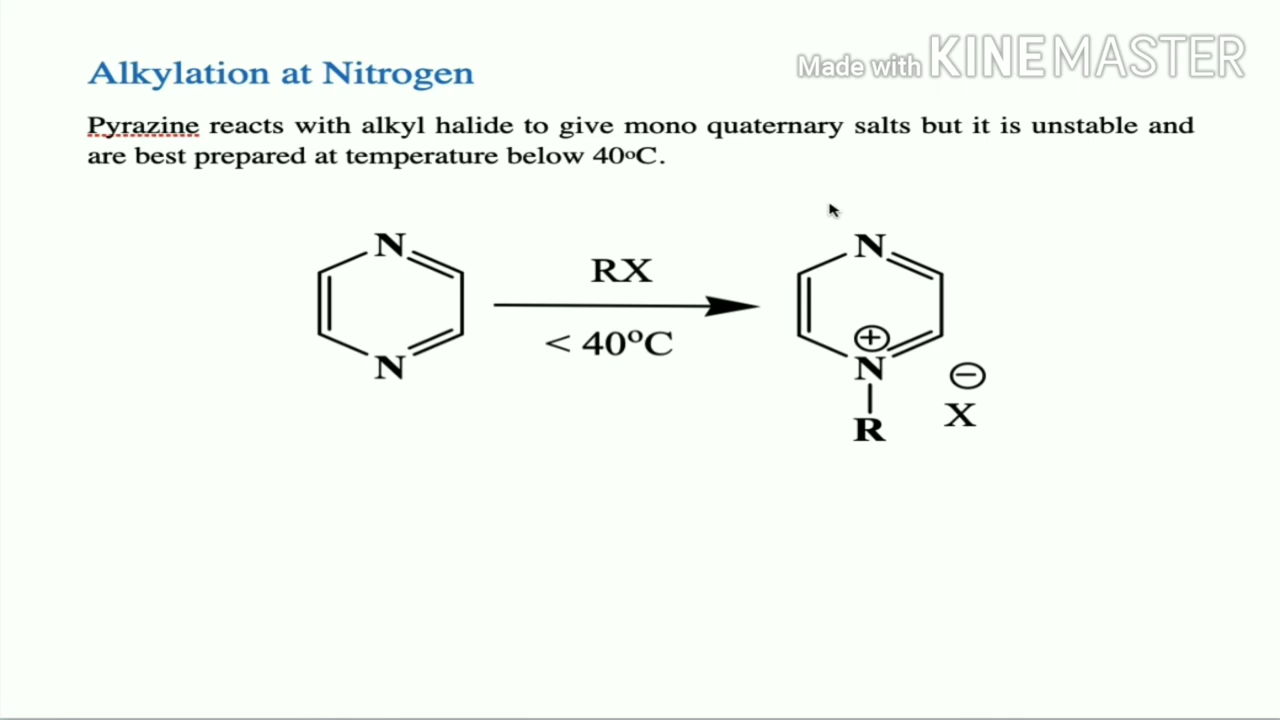 Made with KINEMASTER
Alkylation at Nitrogen
Pyrazine reacts with alkyl halide to give mono quaternary salts but it is unstable and
are best prepared at temperature below 40oC.
N
N
RX
< 40°C
N
⊕
N
R
⊖
X